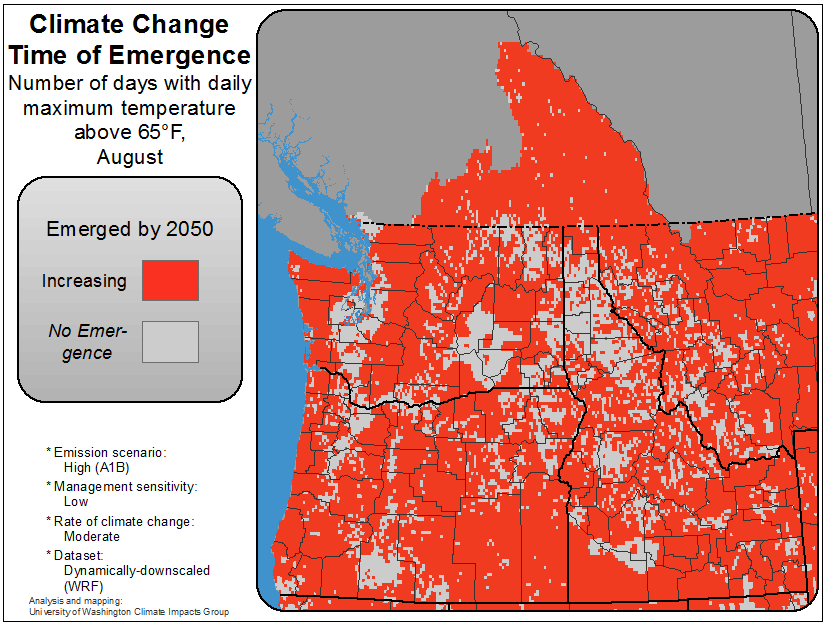 Climate Change
Time of Emergence
Number of days with daily
maximum temperature
above 65°F,
August
Emerged by 2050
Increasing
No Emer-
gence
* Emission scenario:
High (A1B)
* Management sensitivity:
Low
* Rate of climate change:
Moderate
* Dataset:
Dynamically-downscaled
(WRF)
Analysis and mapping:
University of Washington Climate Impacts Group